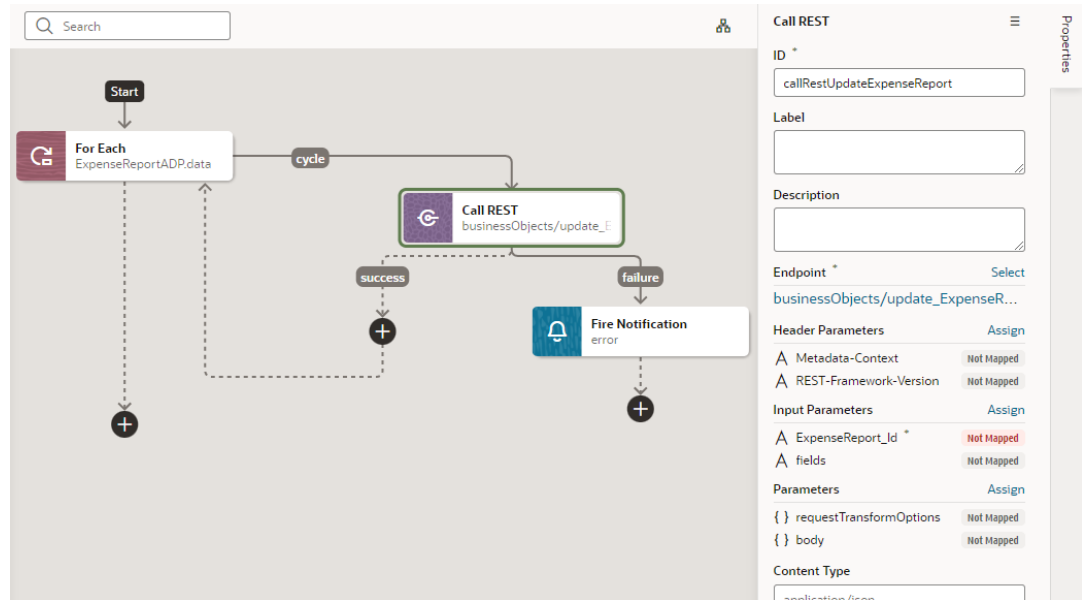 Search
Start
For Each
ExpenseReportADP.data
cycle
Call REST
businessObjects/update_E
success
failure
Fire Notification
error
Call REST
ID *
callRestUpdateExpenseReport
Label
Description
Endpoint * Select
businessObjects/update_ExpenseR...
Header Parameters Assign
A Metadata-Context Not Mapped
A REST-Framework-Version Not Mapped
Input Parameters Assign
A ExpenseReport_Id * Not Mapped
A fields Not Mapped
Parameters Assign
{ } requestTransformOptions Not Mapped
{ } body Not Mapped
Content Type
application/json
Properties